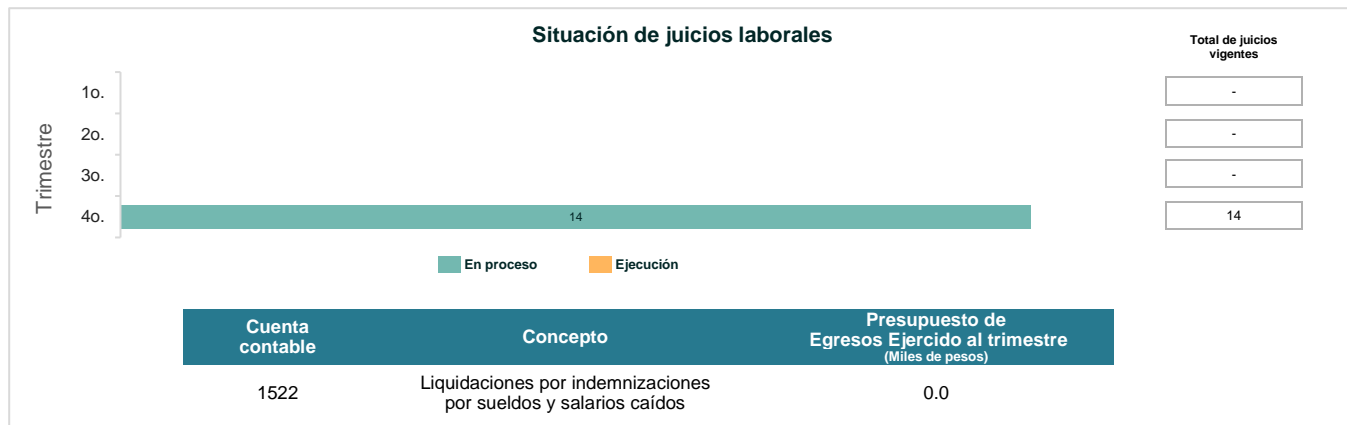 Situación de juicios laborales
Total de juicios
vigentes
Trimestre
1o.
-
2o.
-
3o.
-
4o.
14
14
En proceso
Ejecución
Cuenta
contable
Concepto
Presupuesto de
Egresos Ejercido al trimestre
(Miles de pesos)
1522
Liquidaciones por indemnizaciones
por sueldos y salarios caídos
0.0